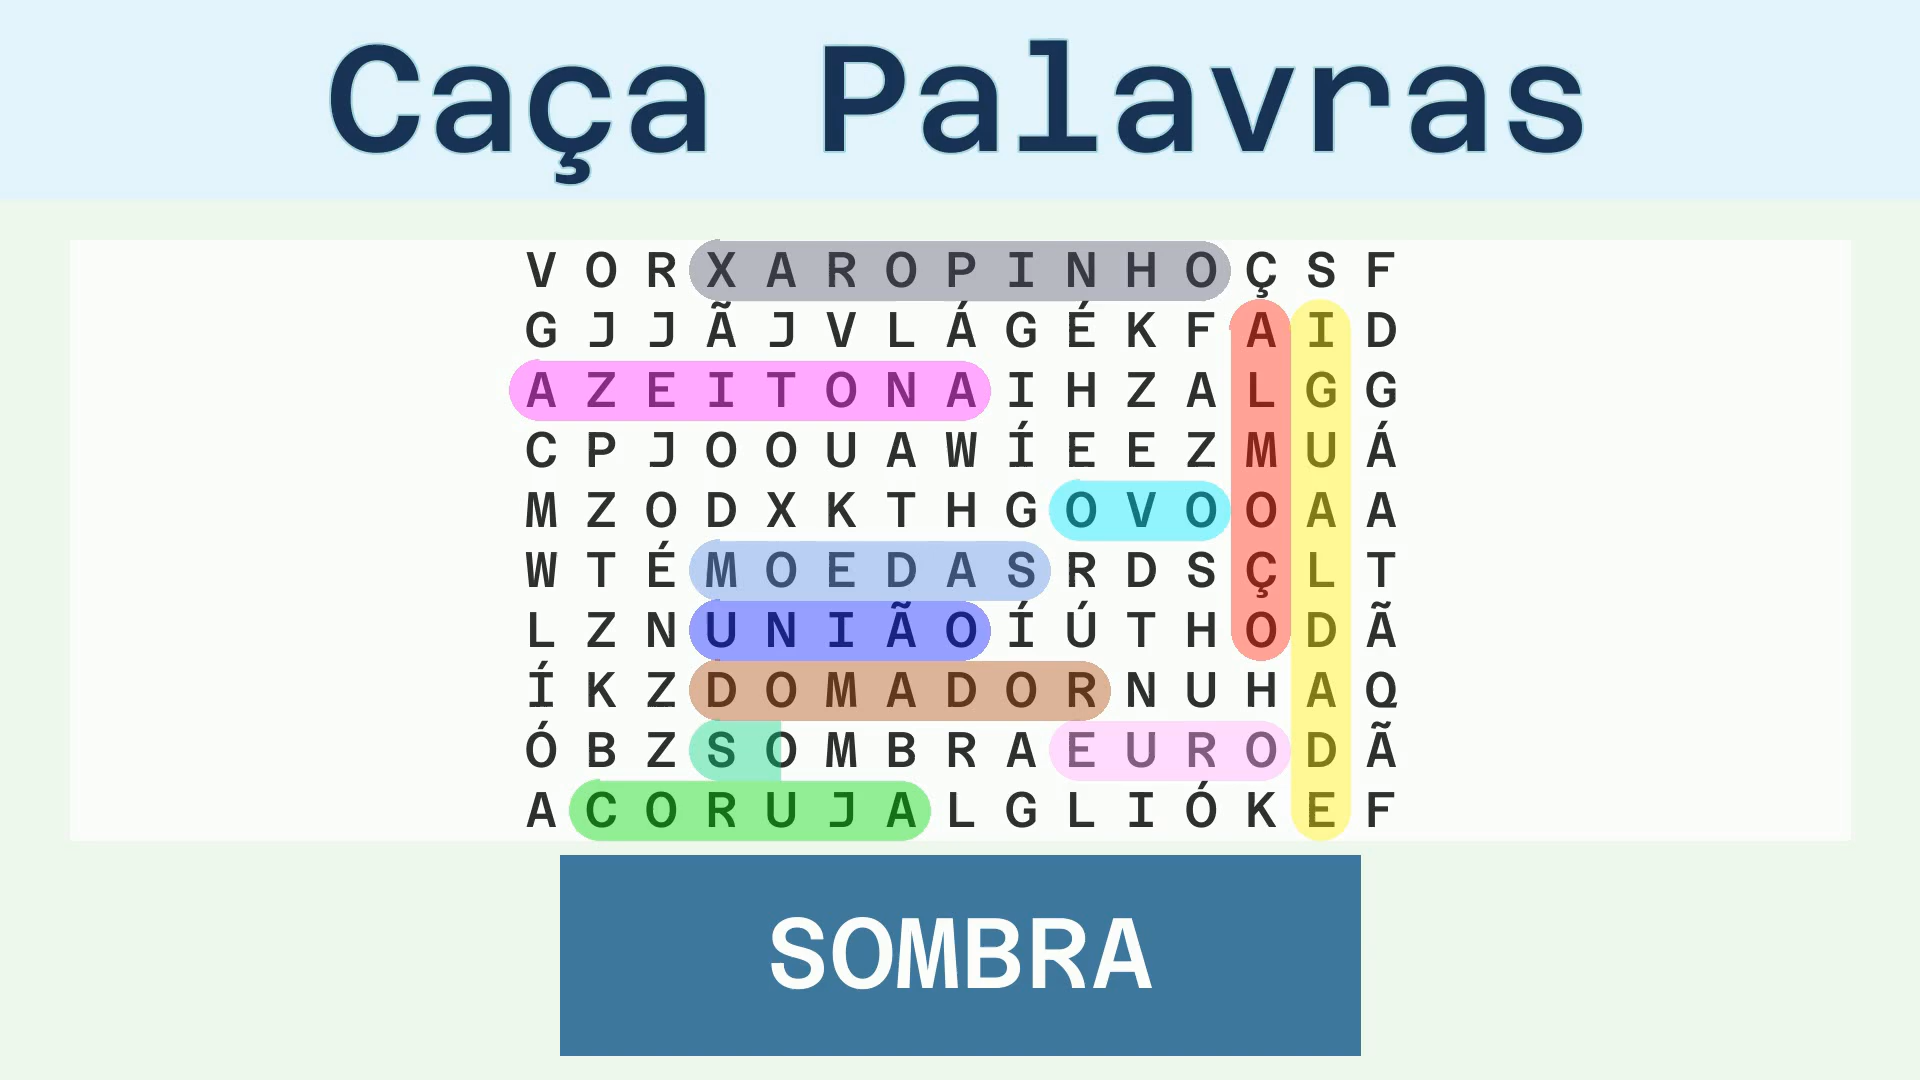 Caça Palavras
V O R X A R O P I N H O Ç S F
G J J Ã J V L Á G É K F A I D
A Z E I T O N A I H Z A L G G
C P J O O U A W Í E E Z M U Á
M Z O D X K T H G O V O O A A
W T É M O E D A S R D S Ç L T
L Z N U N I Ã O Í Ú T H O D Ã
Í K Z D O M A D O R N U H A Q
Ó B Z S O M B R A E U R O D Ã
A C O R U J A L G L I Ó K E F
SOMBRA